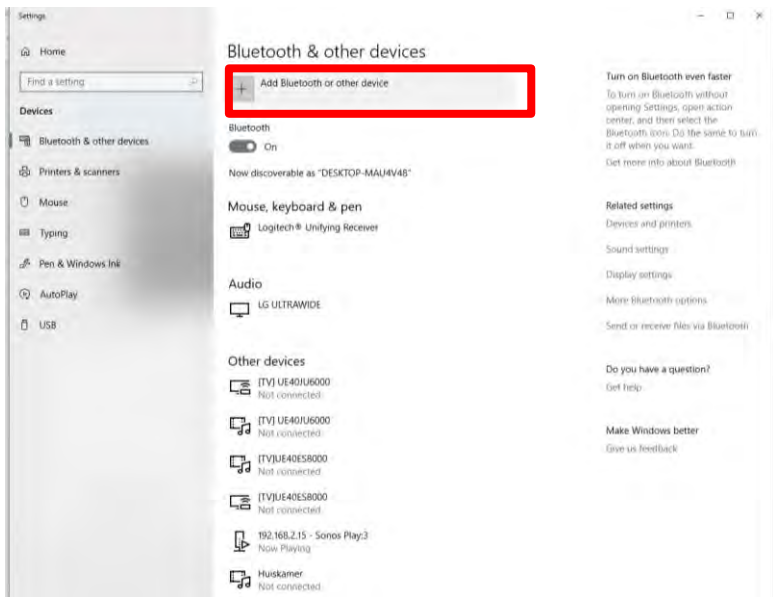 Settings
Home
Find a setting
Devices
Bluetooth & other devices
Printers & scanners
Mouse
Typing
Pen & Windows Ink
AutoPlay
USB
Bluetooth & other devices
Add Bluetooth or other device
Bluetooth
On
Now discoverable as "DESKTOP-MAU4V48"
Mouse, keyboard & pen
Logitech® Unifying Receiver
Audio
LG ULTRAWIDE
Other devices
[TV] UE40JU6000
Not connected
[TV] UE40JU6000
Not connected
[TV]UE40ES8000
Not connected
[TV]UE40ES8000
Not connected
192.168.2.15 - Sonos Play:3
Now Playing
Huiskamer
Not connected
Turn on Bluetooth even faster
To turn on Bluetooth without
opening Settings, open action
center, and then select the
Bluetooth icon. Do the same to turn
it off when you want.
Get more info about Bluetooth
Related settings
Devices and printers
Sound settings
Display settings
More Bluetooth options
Send or receive files via Bluetooth
Do you have a question?
Get help
Make Windows better
Give us feedback